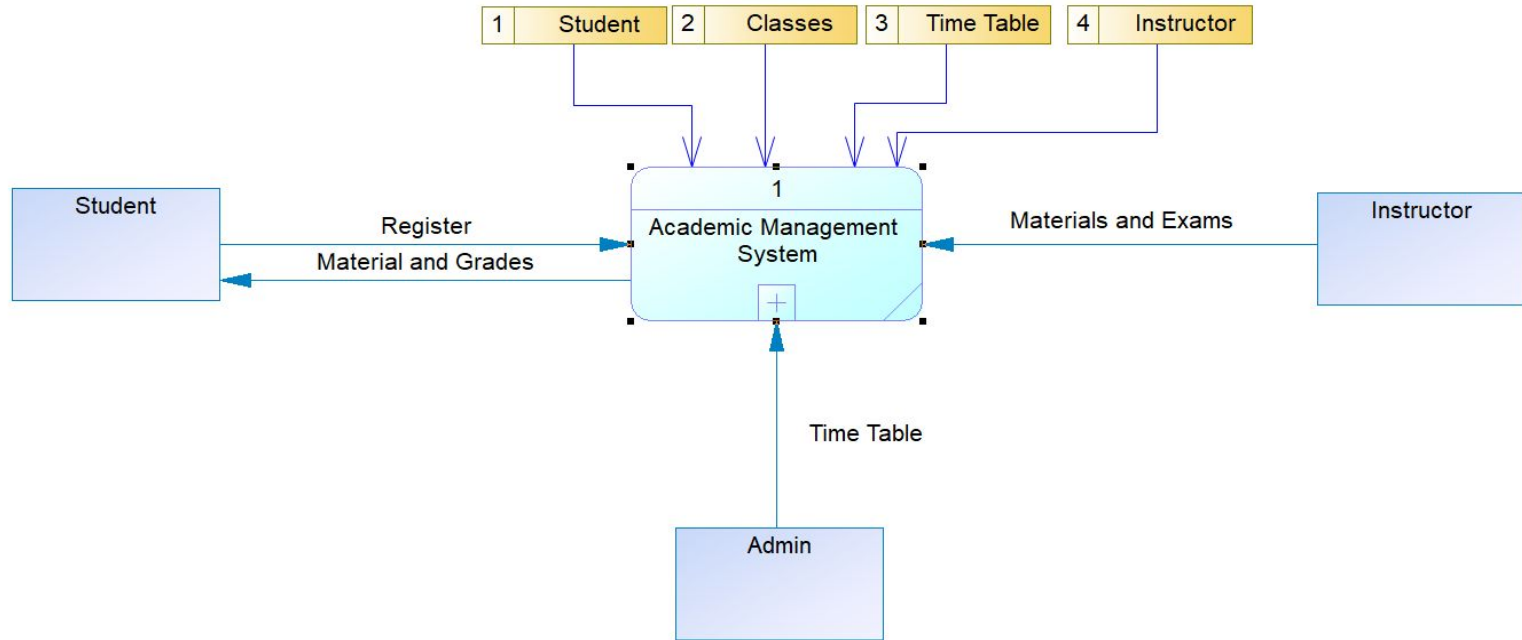 1 Student
2 Classes
3 Time Table
4 Instructor
Student
Register
Material and Grades
1
Academic Management
System
Materials and Exams
Instructor
Time Table
Admin